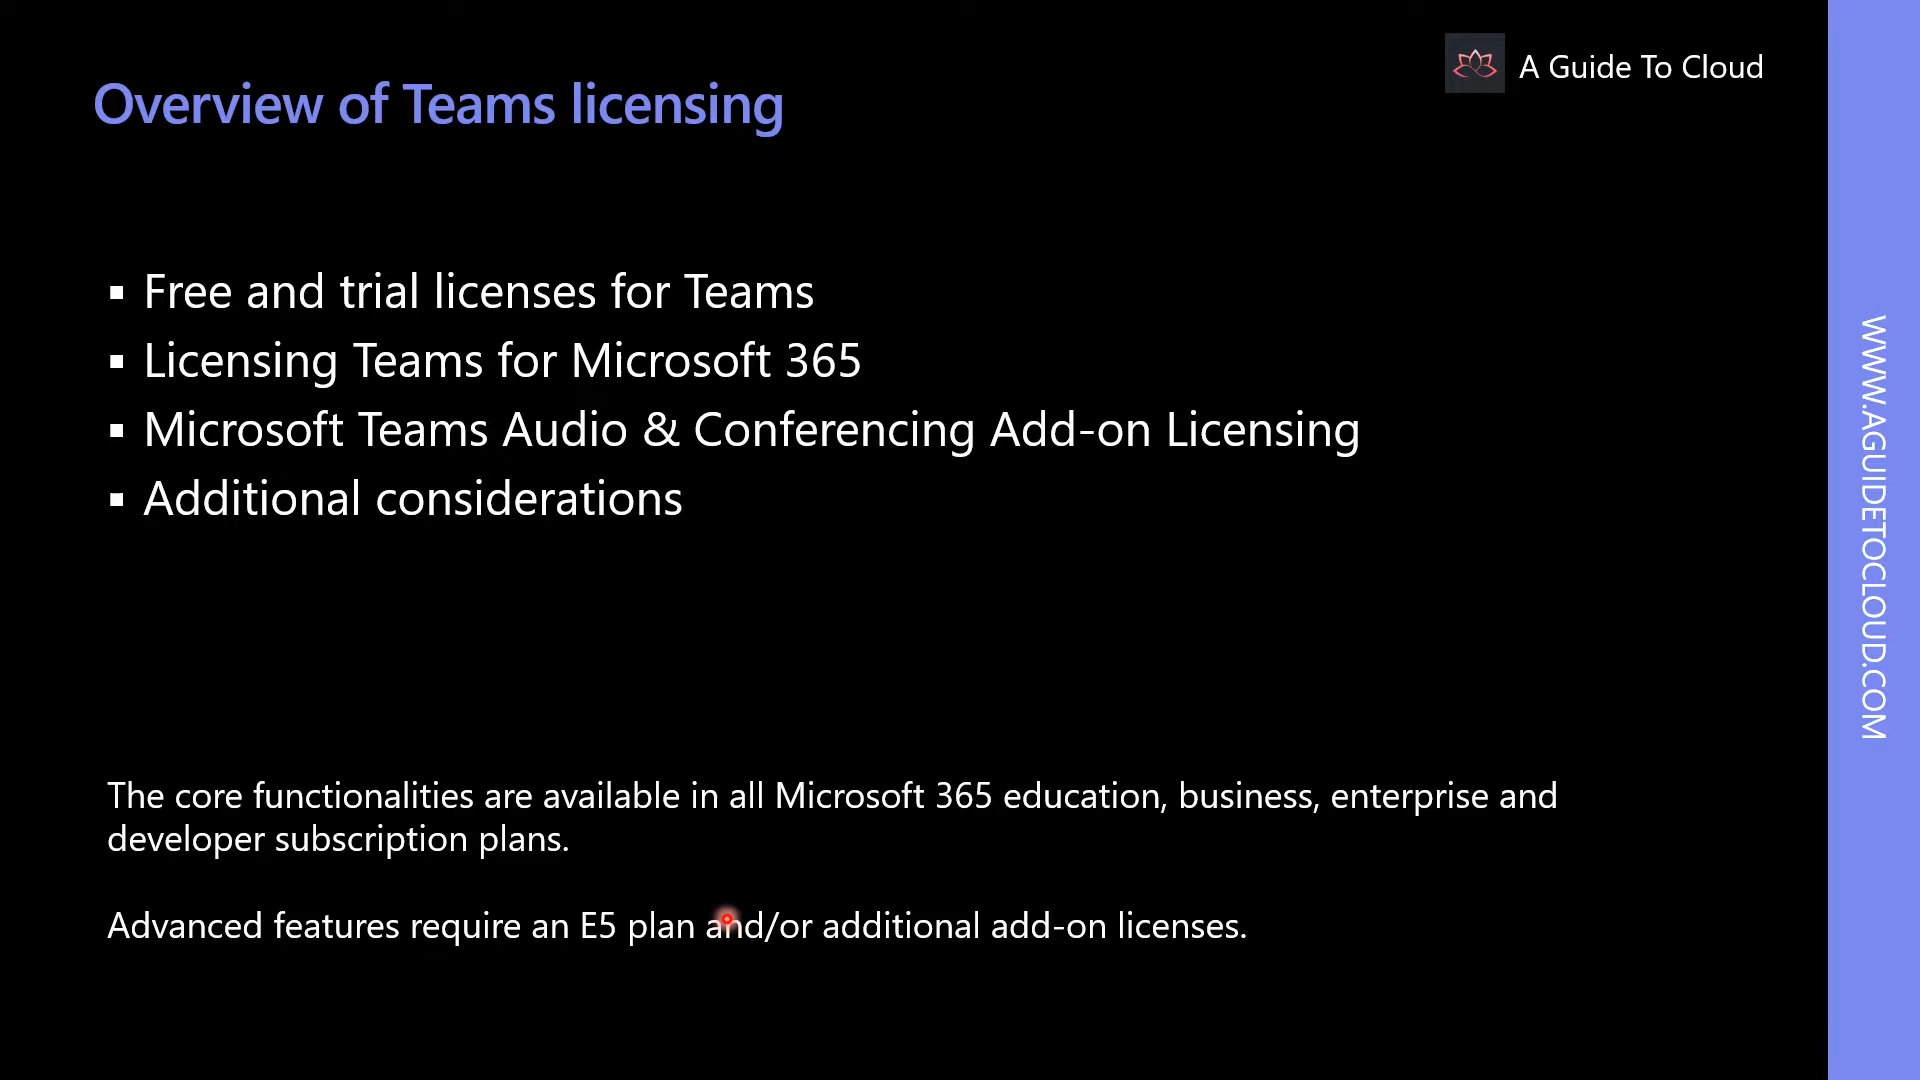 A Guide To Cloud
Overview of Teams licensing
▪ Free and trial licenses for Teams
▪ Licensing Teams for Microsoft 365
▪ Microsoft Teams Audio & Conferencing Add-on Licensing
▪ Additional considerations
The core functionalities are available in all Microsoft 365 education, business, enterprise and
developer subscription plans.
Advanced features require an E5 plan and/or additional add-on licenses.
WWW.AGUIDETOCLOUD.COM